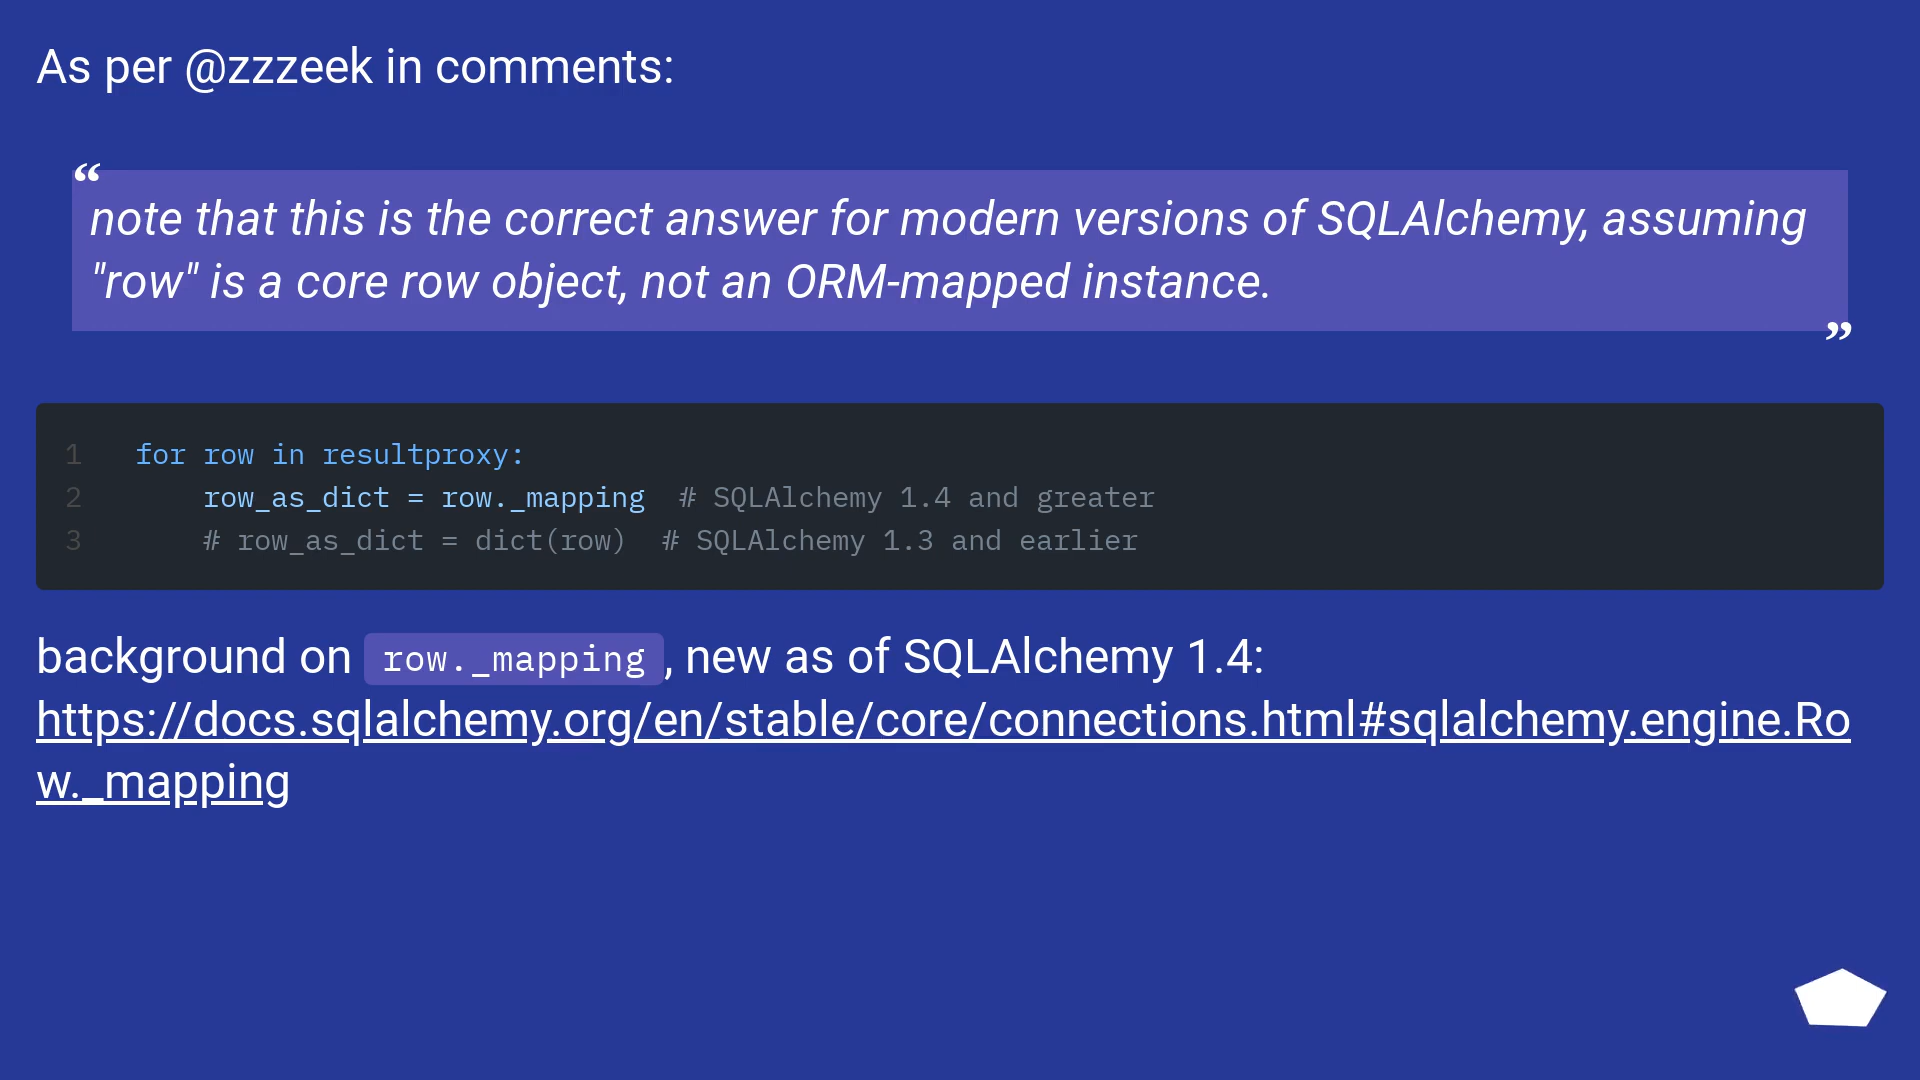 As per @zzzeek in comments:
“
note that this is the correct answer for modern versions of SQLAlchemy, assuming
"row" is a core row object, not an ORM-mapped instance.
”
1 for row in resultproxy:
2     row_as_dict = row._mapping  # SQLAlchemy 1.4 and greater
3     # row_as_dict = dict(row)  # SQLAlchemy 1.3 and earlier
background on row._mapping, new as of SQLAlchemy 1.4:
https://docs.sqlalchemy.org/en/stable/core/connections.html#sqlalchemy.engine.Ro
w._mapping